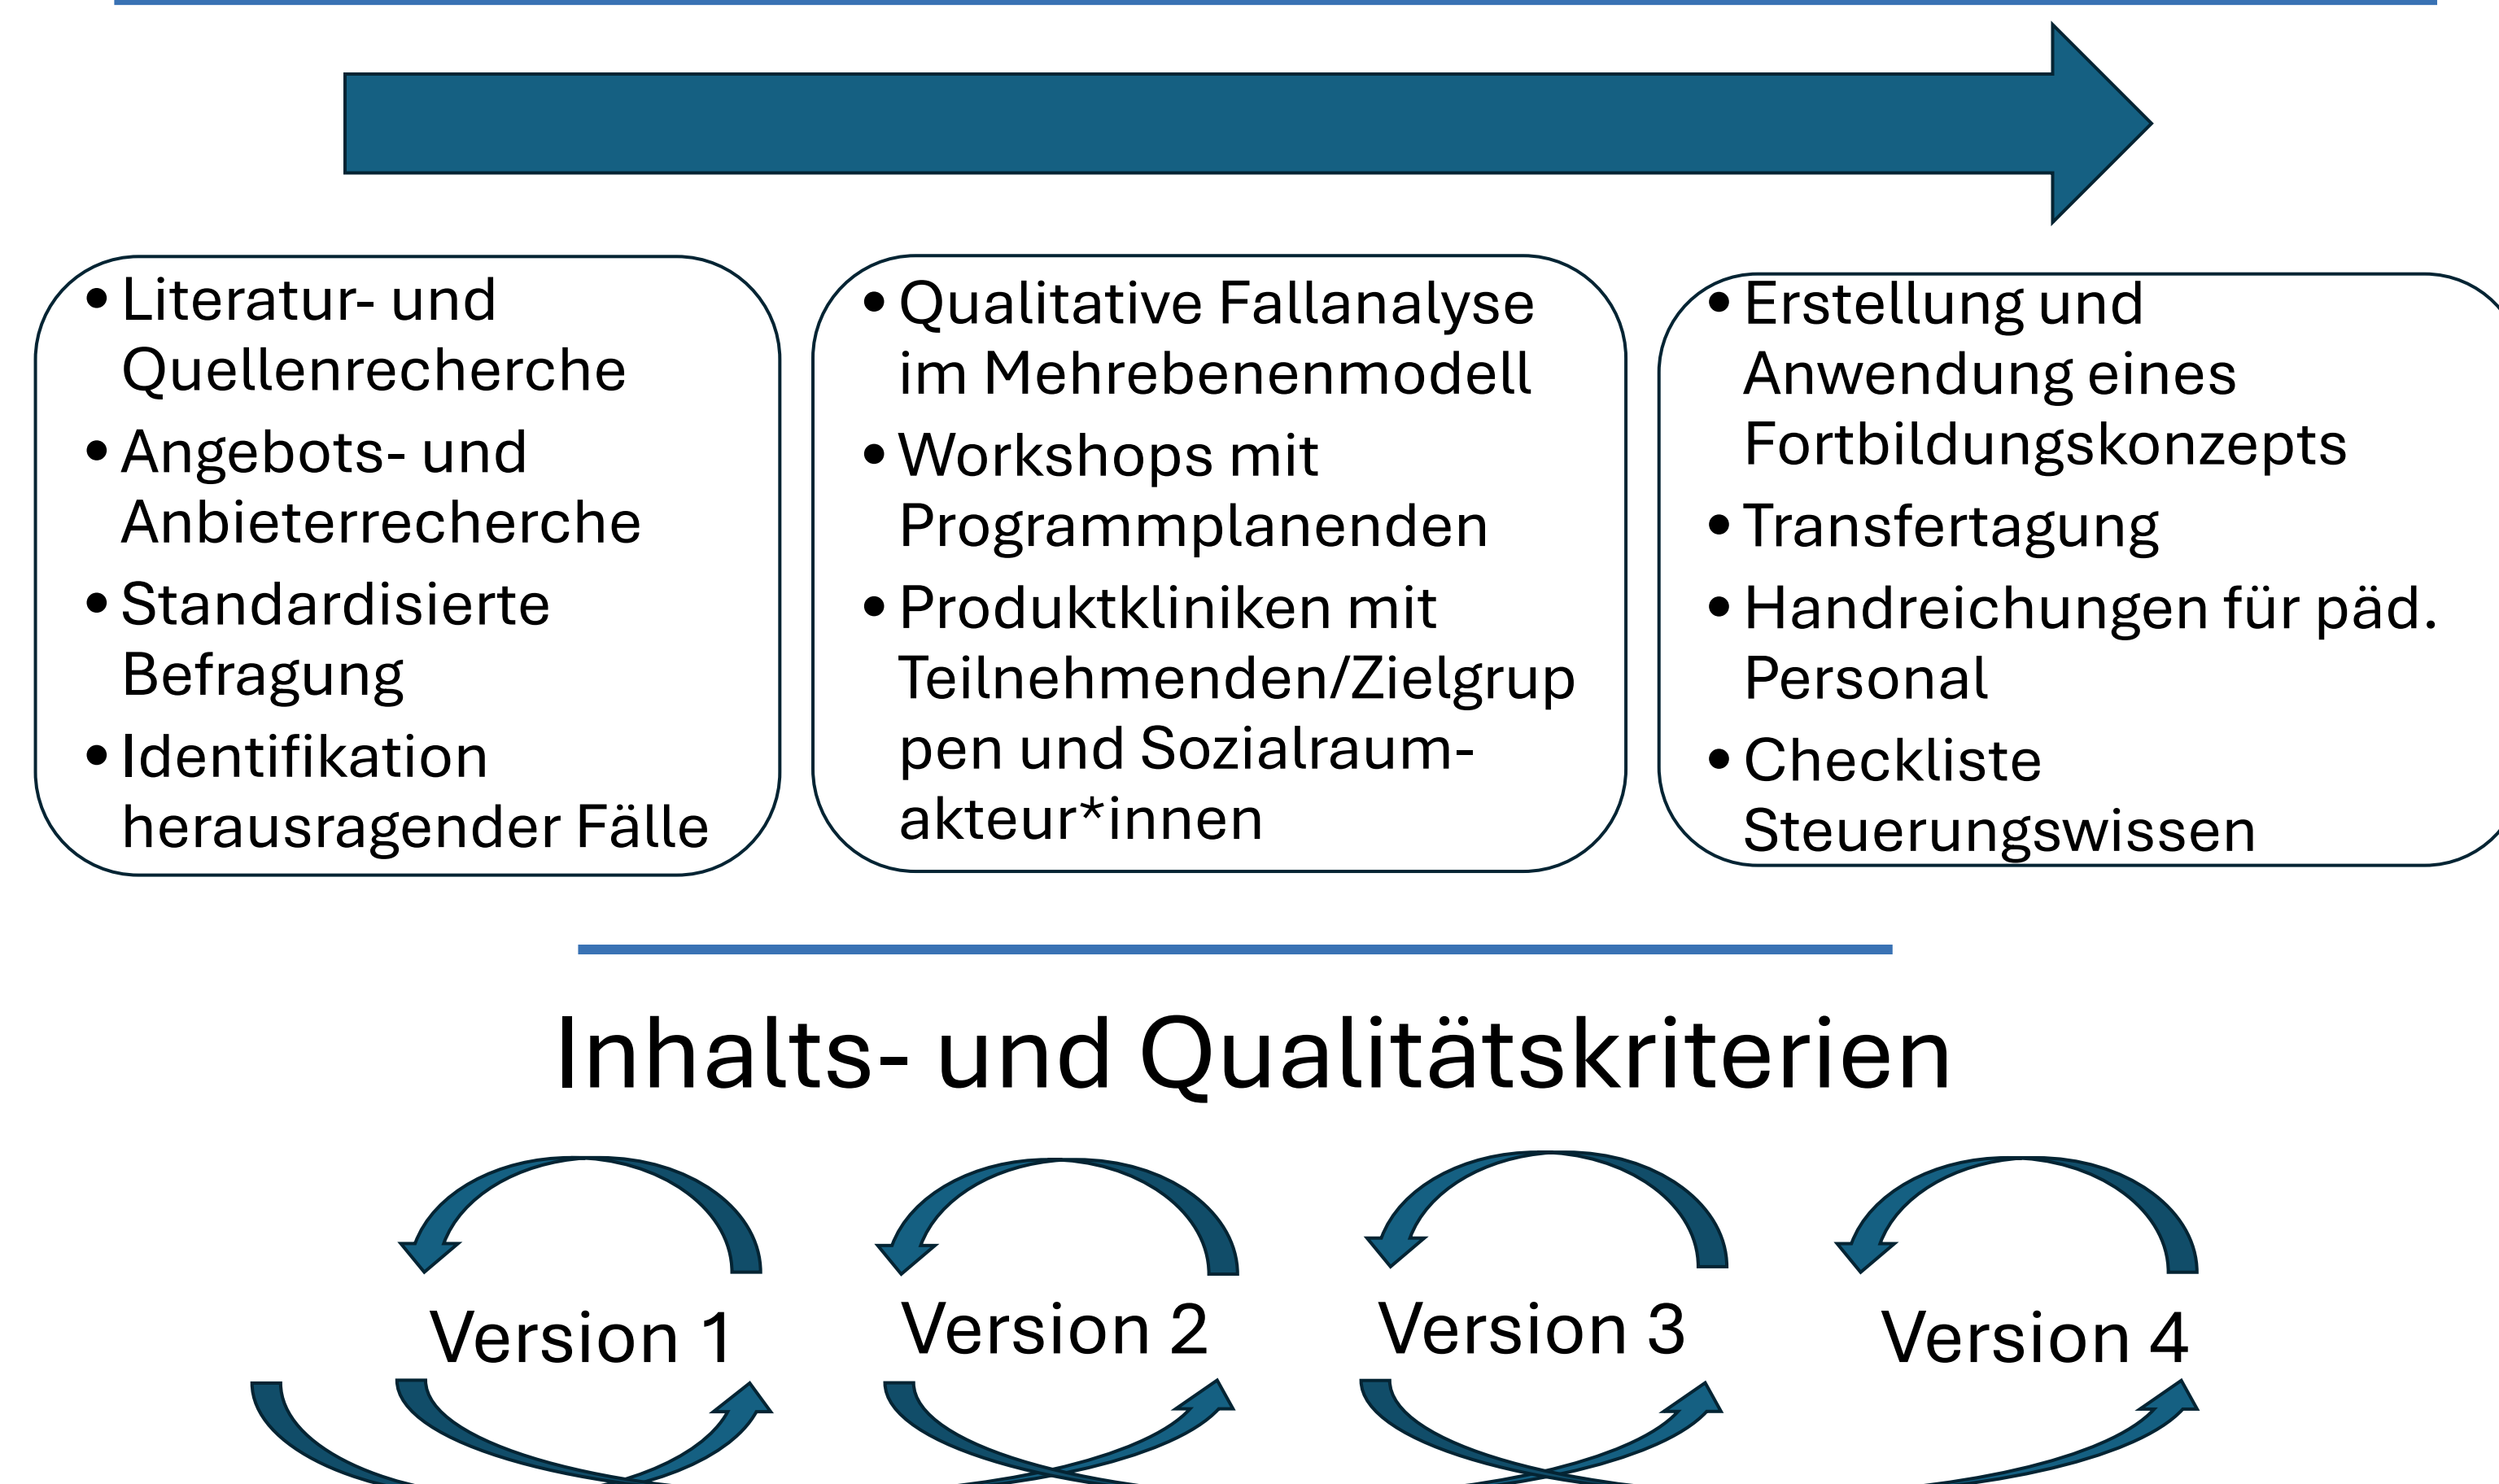 • Literatur- und
Quellenrecherche
• Angebots- und
Anbieterrecherche
• Standardisierte
Befragung
• Identifikation
herausragender Fälle
• Qualitative Fallanalyse
im Mehrebenenmodell
• Workshops mit
Programmplanenden
• Produktkliniken mit
Teilnehmenden/Zielgrup
pen und Sozialraum-
akteur*innen
• Erstellung und
Anwendung eines
Fortbildungskonzepts
• Transfertagung
• Handreichungen für päd.
Personal
• Checkliste
Steuerungswissen
Inhalts- und Qualitätskriterien
Version 1
Version 2
Version 3
Version 4